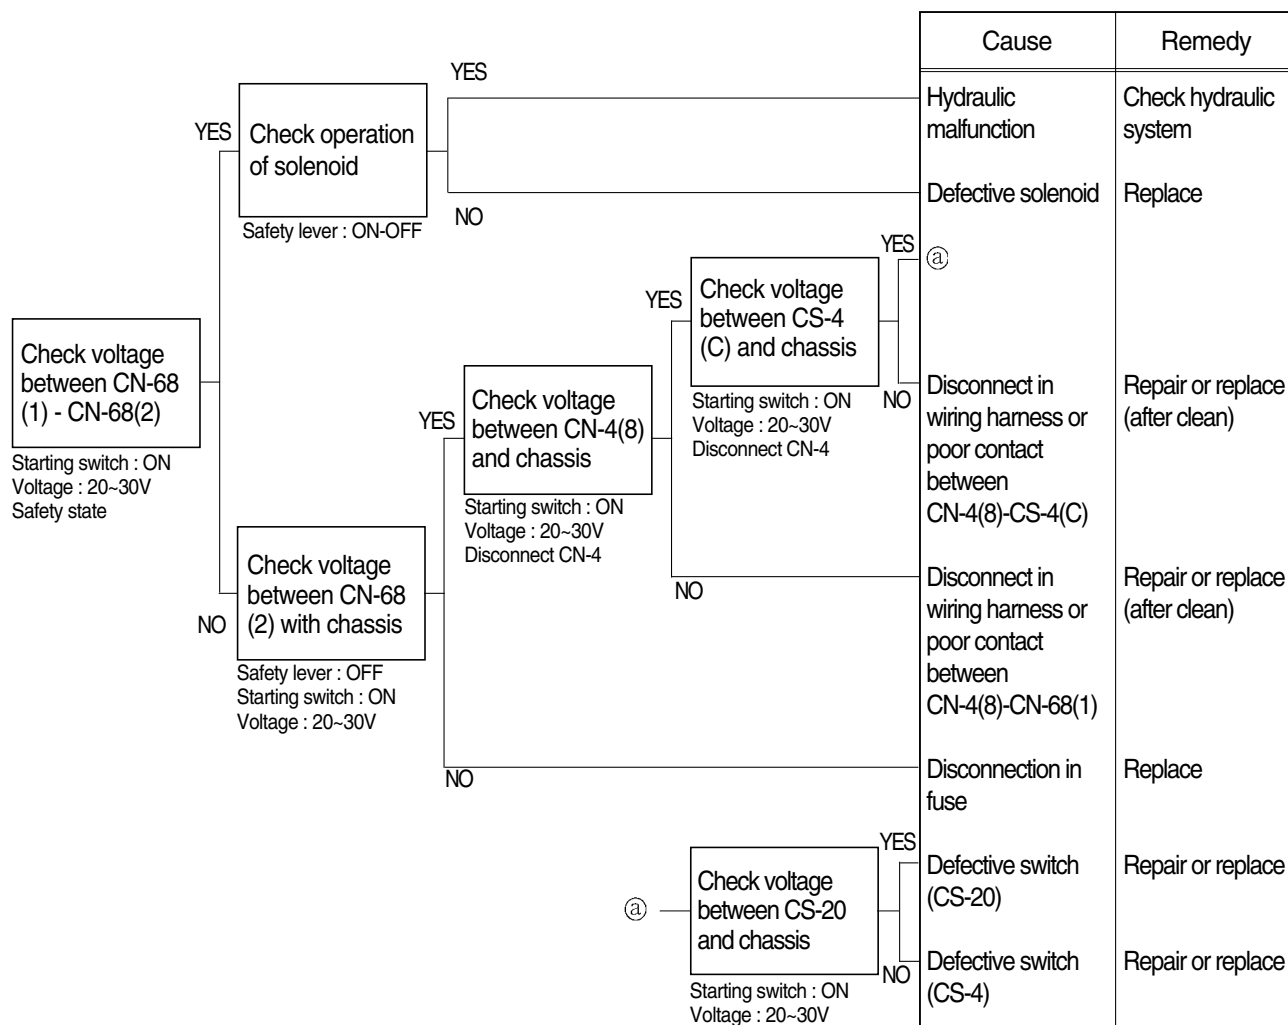 Cause
Remedy
YES
Hydraulic
malfunction
Check hydraulic
system
YES
Check operation
of solenoid
NO
Defective solenoid
Replace
Safety lever : ON-OFF
YES
ⓐ
YES
Check voltage
between CS-4
(C) and chassis
Check voltage
between CN-68
(1) - CN-68(2)
NO
Disconnect in
wiring harness or
poor contact
between
CN-4(8)-CS-4(C)
Repair or replace
(after clean)
Starting switch : ON
Voltage : 20~30V
Disconnect CN-4
YES
Check voltage
between CN-4(8)
and chassis
Starting switch : ON
Voltage : 20~30V
Safety state
Starting switch : ON
Voltage : 20~30V
Disconnect CN-4
NO
Disconnect in
wiring harness or
poor contact
between
CN-4(8)-CN-68(1)
Repair or replace
(after clean)
NO
Check voltage
between CN-68
(2) with chassis
Safety lever : OFF
Starting switch : ON
Voltage : 20~30V
NO
Disconnection in
fuse
Replace
ⓐ
Check voltage
between CS-20
and chassis
YES
Defective switch
(CS-20)
Repair or replace
NO
Defective switch
(CS-4)
Repair or replace
Starting switch : ON
Voltage : 20~30V